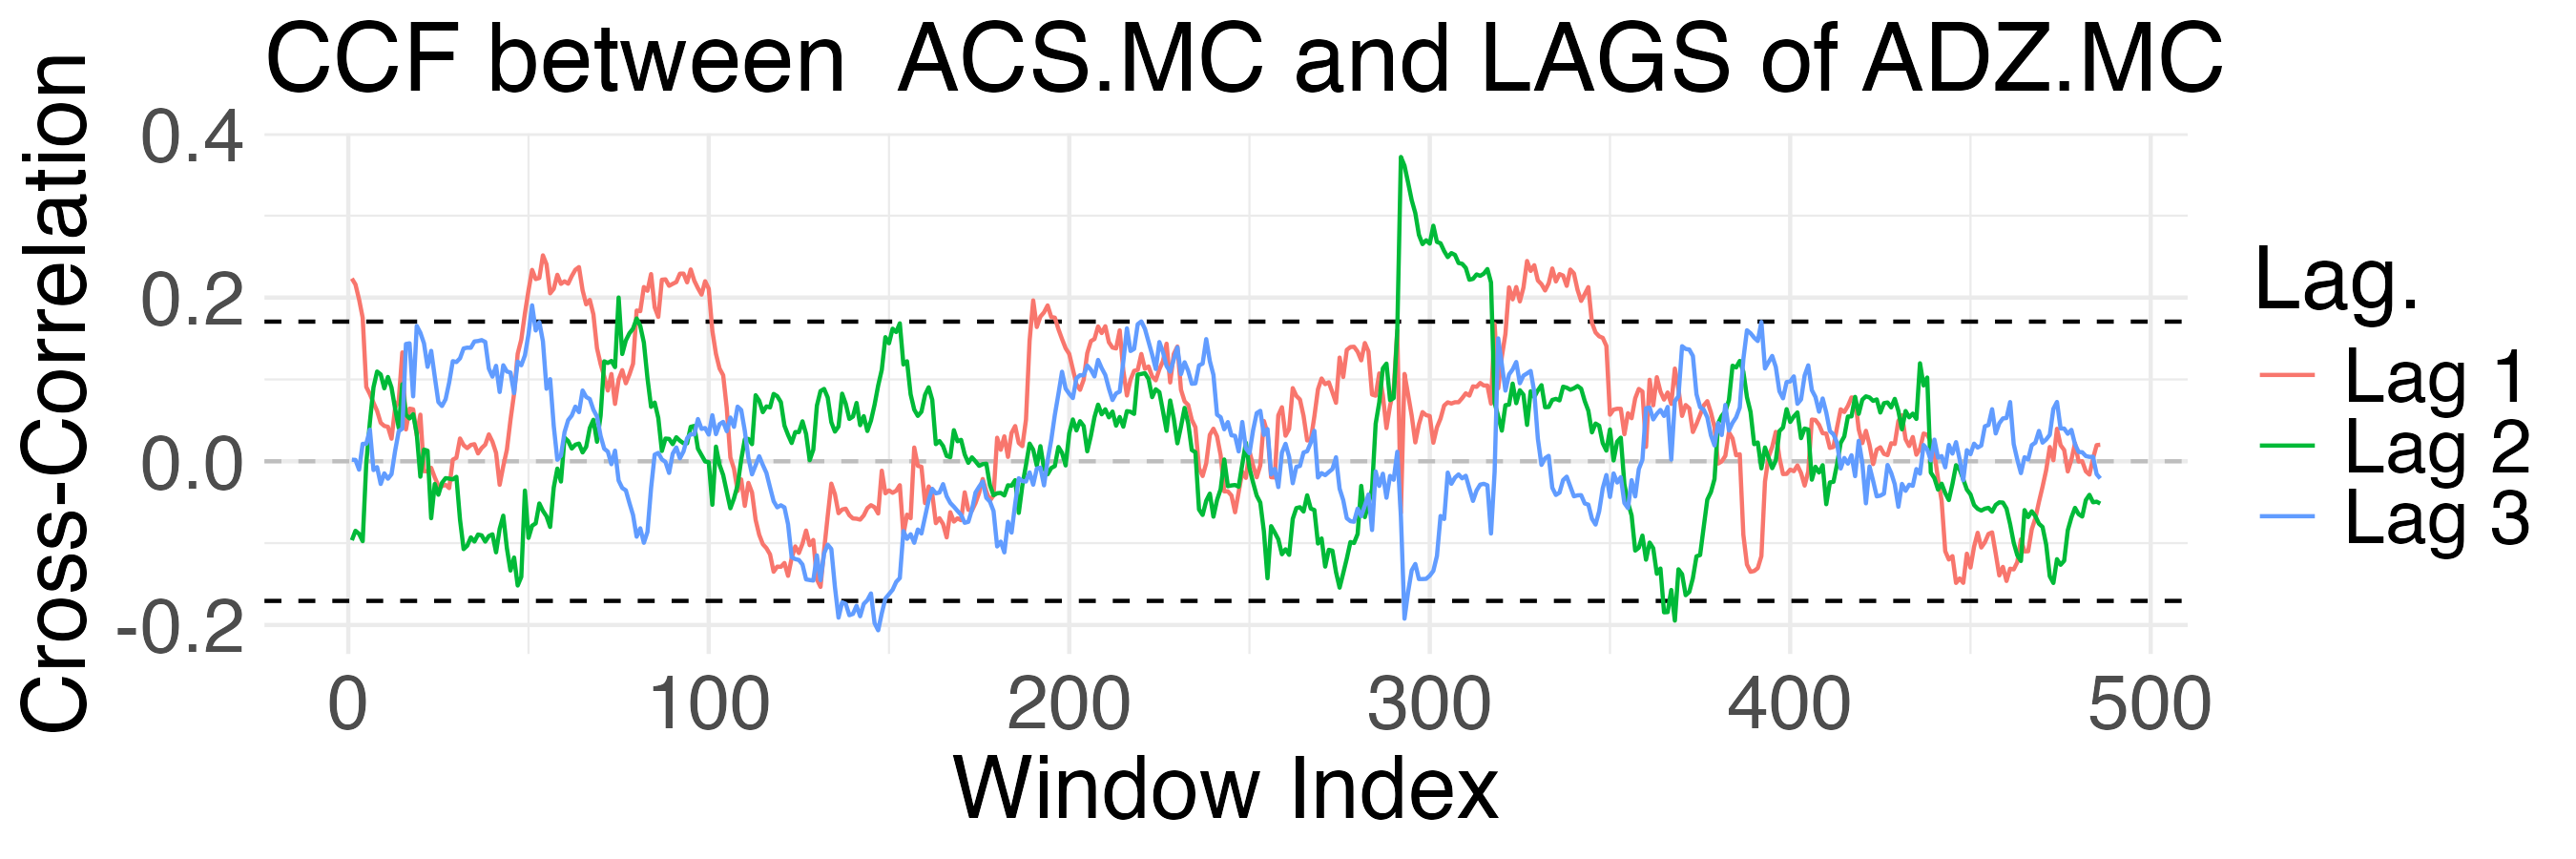 CCF between  ACS.MC and LAGS of ADZ.MC
Cross-Correlation
0.4
0.2
0.0
-0.2
0
100
200
300
400
500
Window Index
Lag.
Lag 1
Lag 2
Lag 3